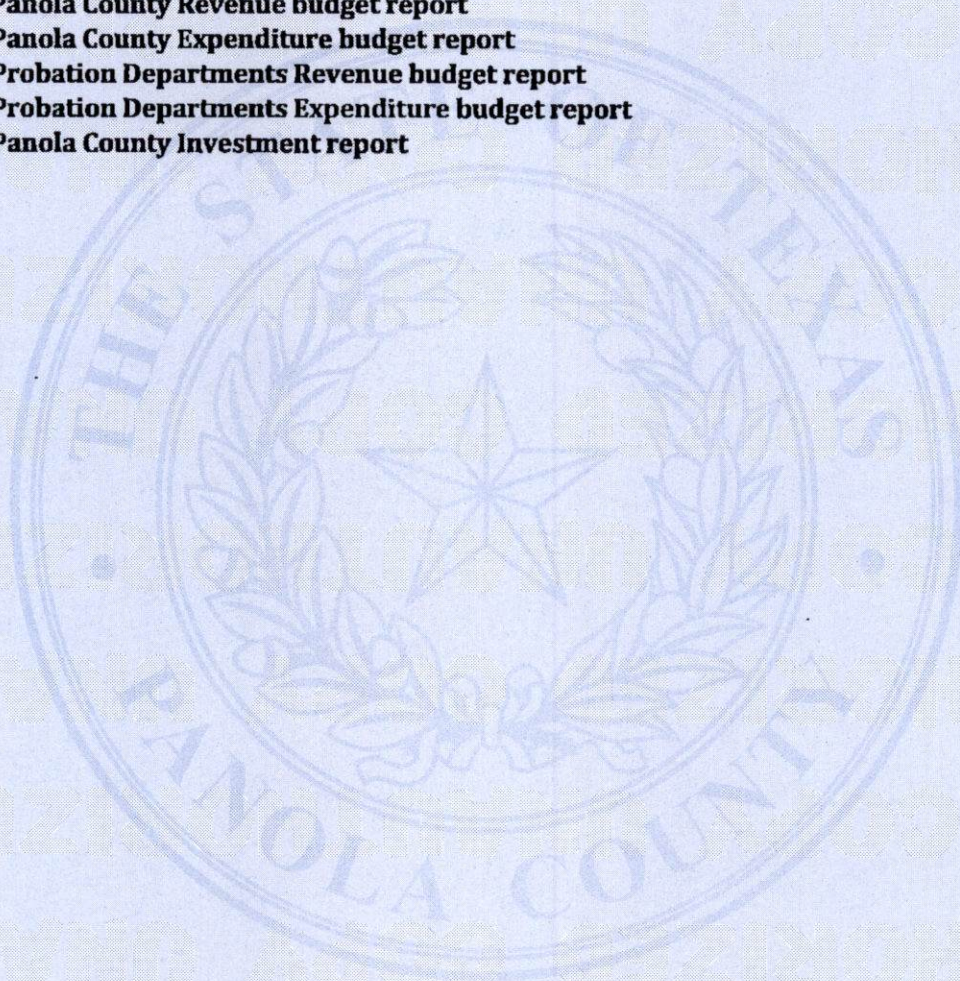 Panola County Revenue budget report
Panola County Expenditure budget report
Probation Departments Revenue budget report
Probation Departments Expenditure budget report
Panola County Investment report
THE STATE OF TEXAS
PANOLA COUNTY